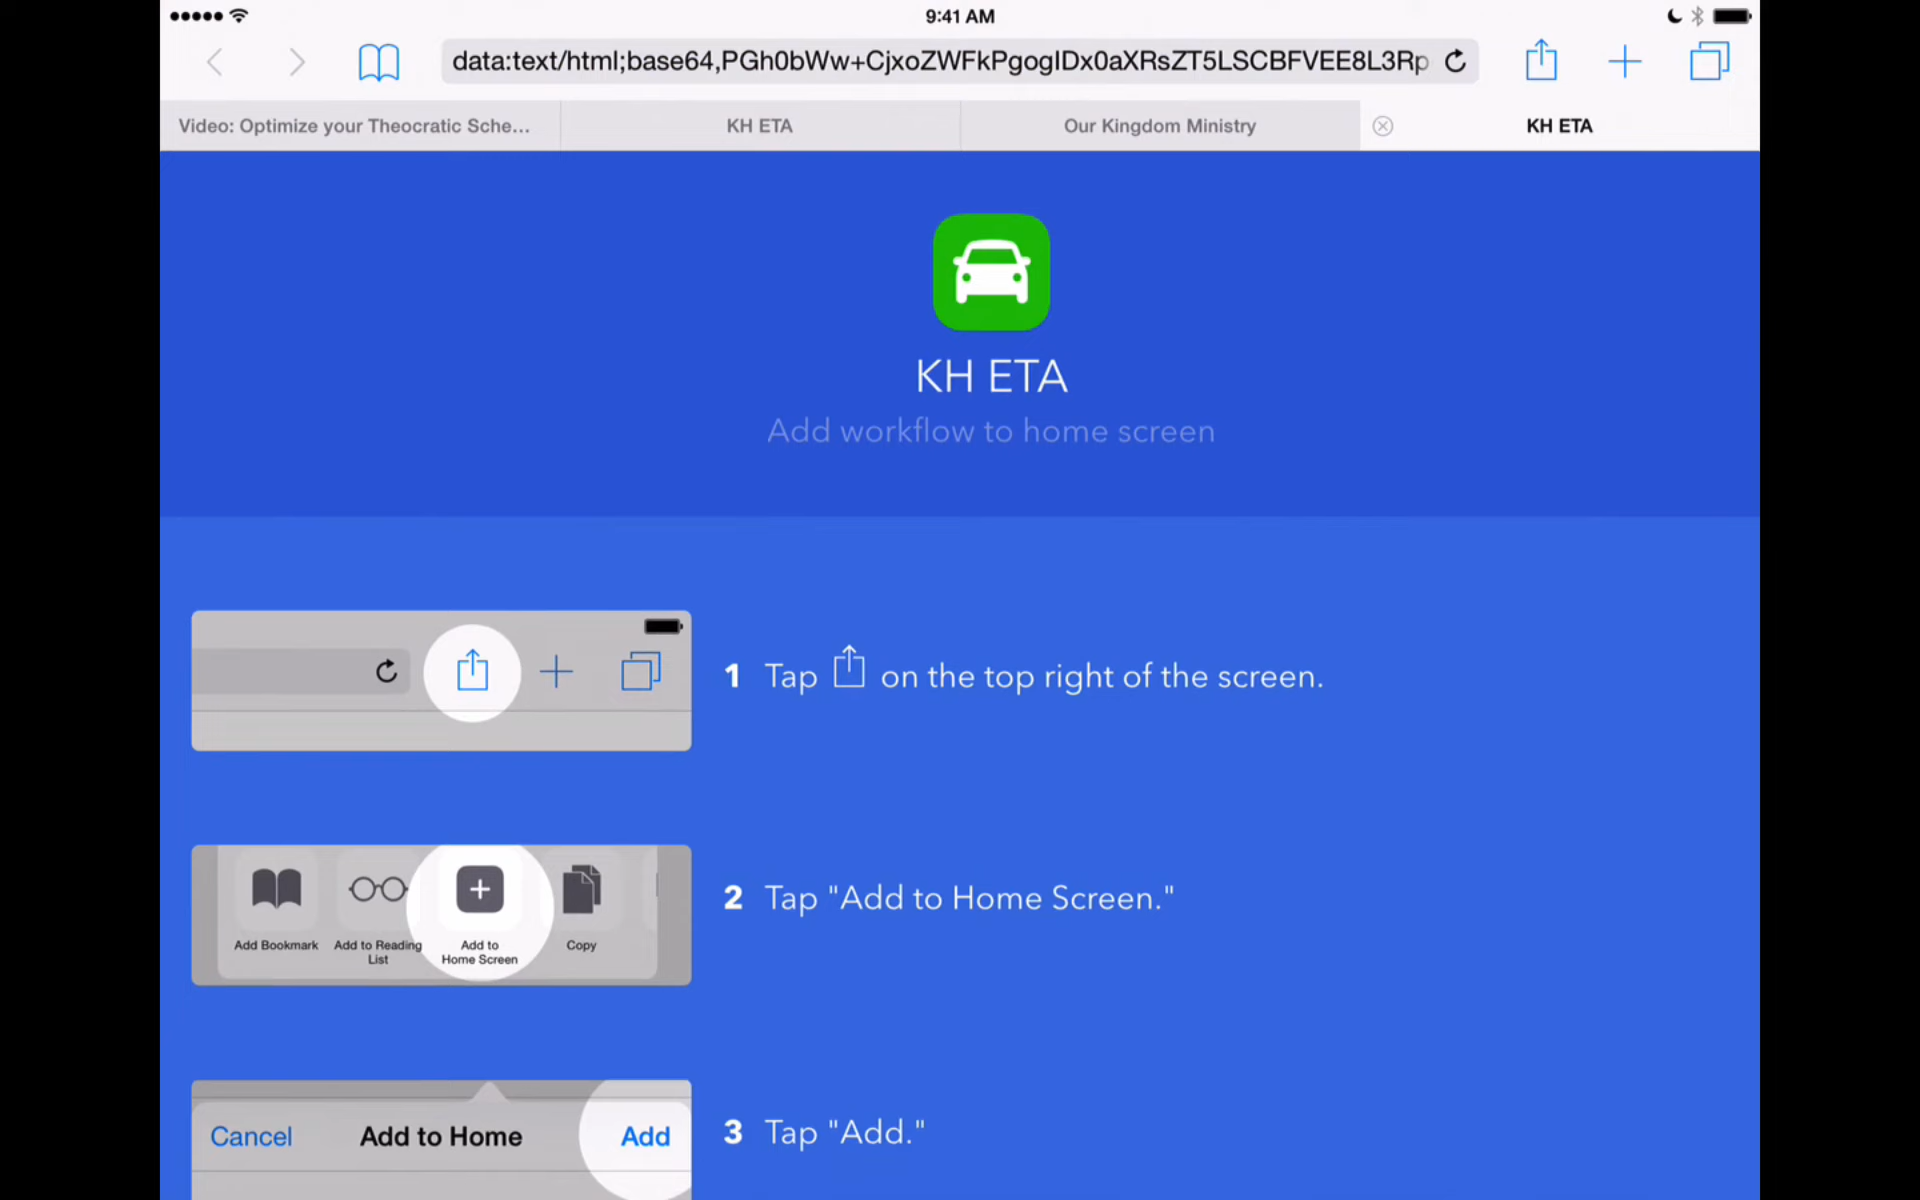 9:41 AM
data:text/html;base64,PGh0bWw+CjxoZWFkPgogIDx0aXRsZT5LSCBFVEE8L3Rp
Video: Optimize your Theocratic Sche...
KH ETA
Our Kingdom Ministry
KH ETA
KH ETA
Add workflow to home screen
1 Tap on the top right of the screen.
Add Bookmark
Add to Reading List
Add to Home Screen
Copy
2 Tap "Add to Home Screen."
Cancel
Add to Home
Add
3 Tap "Add."